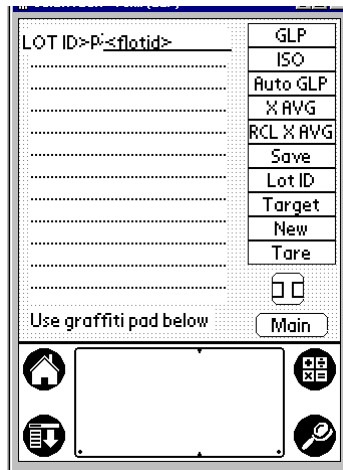 LOT ID>P <flotid>
GLP
ISO
Auto GLP
X AVG
RCL X AVG
Save
Lot ID
Target
New
Tare
Use graffiti pad below
Main